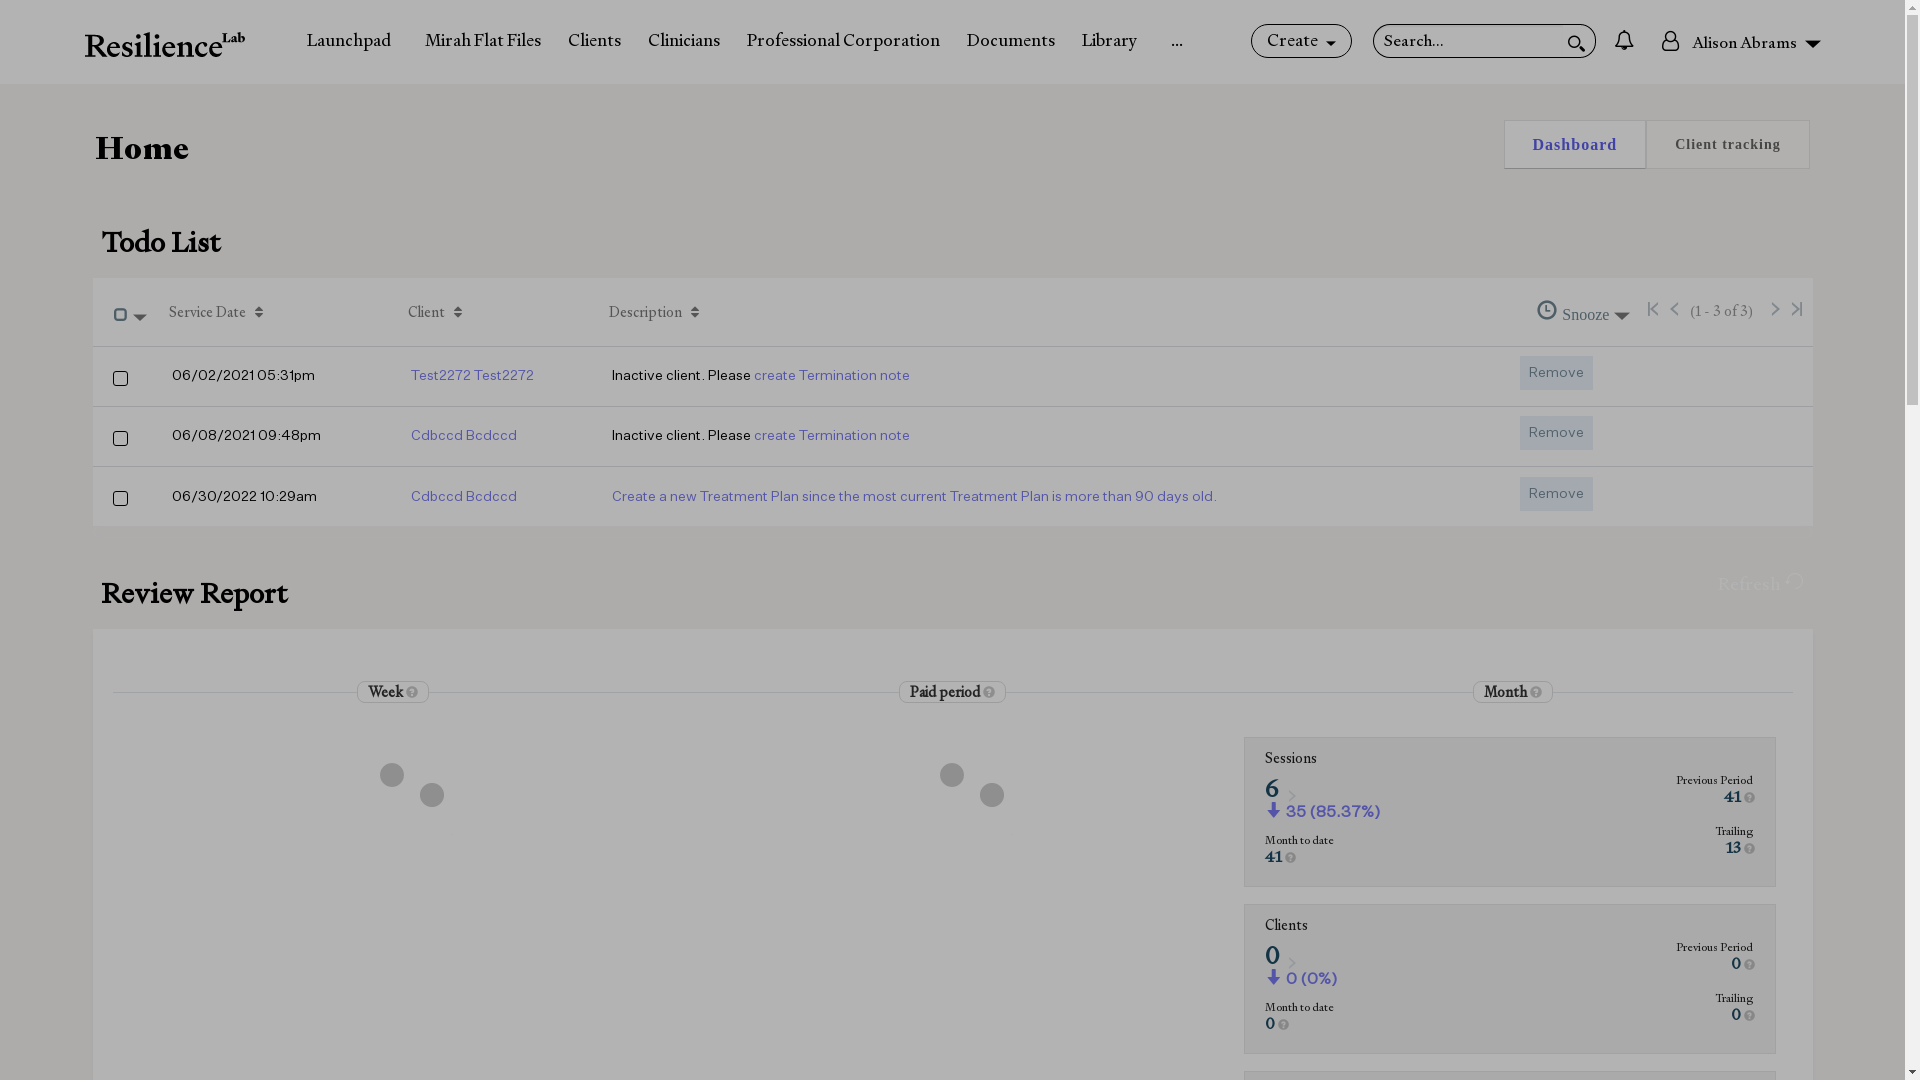 Resilience Lab
Launchpad Mirah Flat Files Clients Clinicians Professional Corporation Documents Library ... Create Search... Alison Abrams
Home
Dashboard Client tracking
Todo List
Service Date Client Description Snooze (1 - 3 of 3)
06/02/2021 05:31pm Test2272 Test2272 Inactive client. Please create Termination note Remove
06/08/2021 09:48pm Cdbccd Bcdccd Inactive client. Please create Termination note Remove
06/30/2022 10:29am Cdbccd Bcdccd Create a new Treatment Plan since the most current Treatment Plan is more than 90 days old. Remove
Review Report Refresh
Week Paid period Month
Sessions
6 Previous Period
35 (85.37%) 41
Month to date Trailing
41 13
Clients
0 Previous Period
0 (0%) 0
Month to date Trailing
0 0